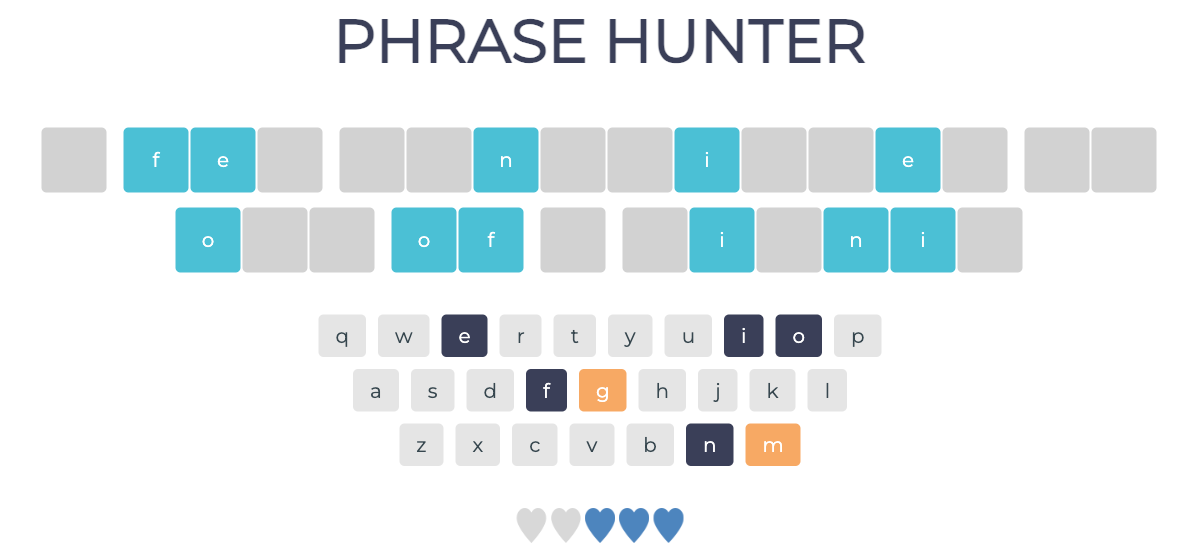 PHRASE HUNTER
f e n i e
o o f i n i
q w e r t y u i o p
a s d f g h j k l
z x c v b n m